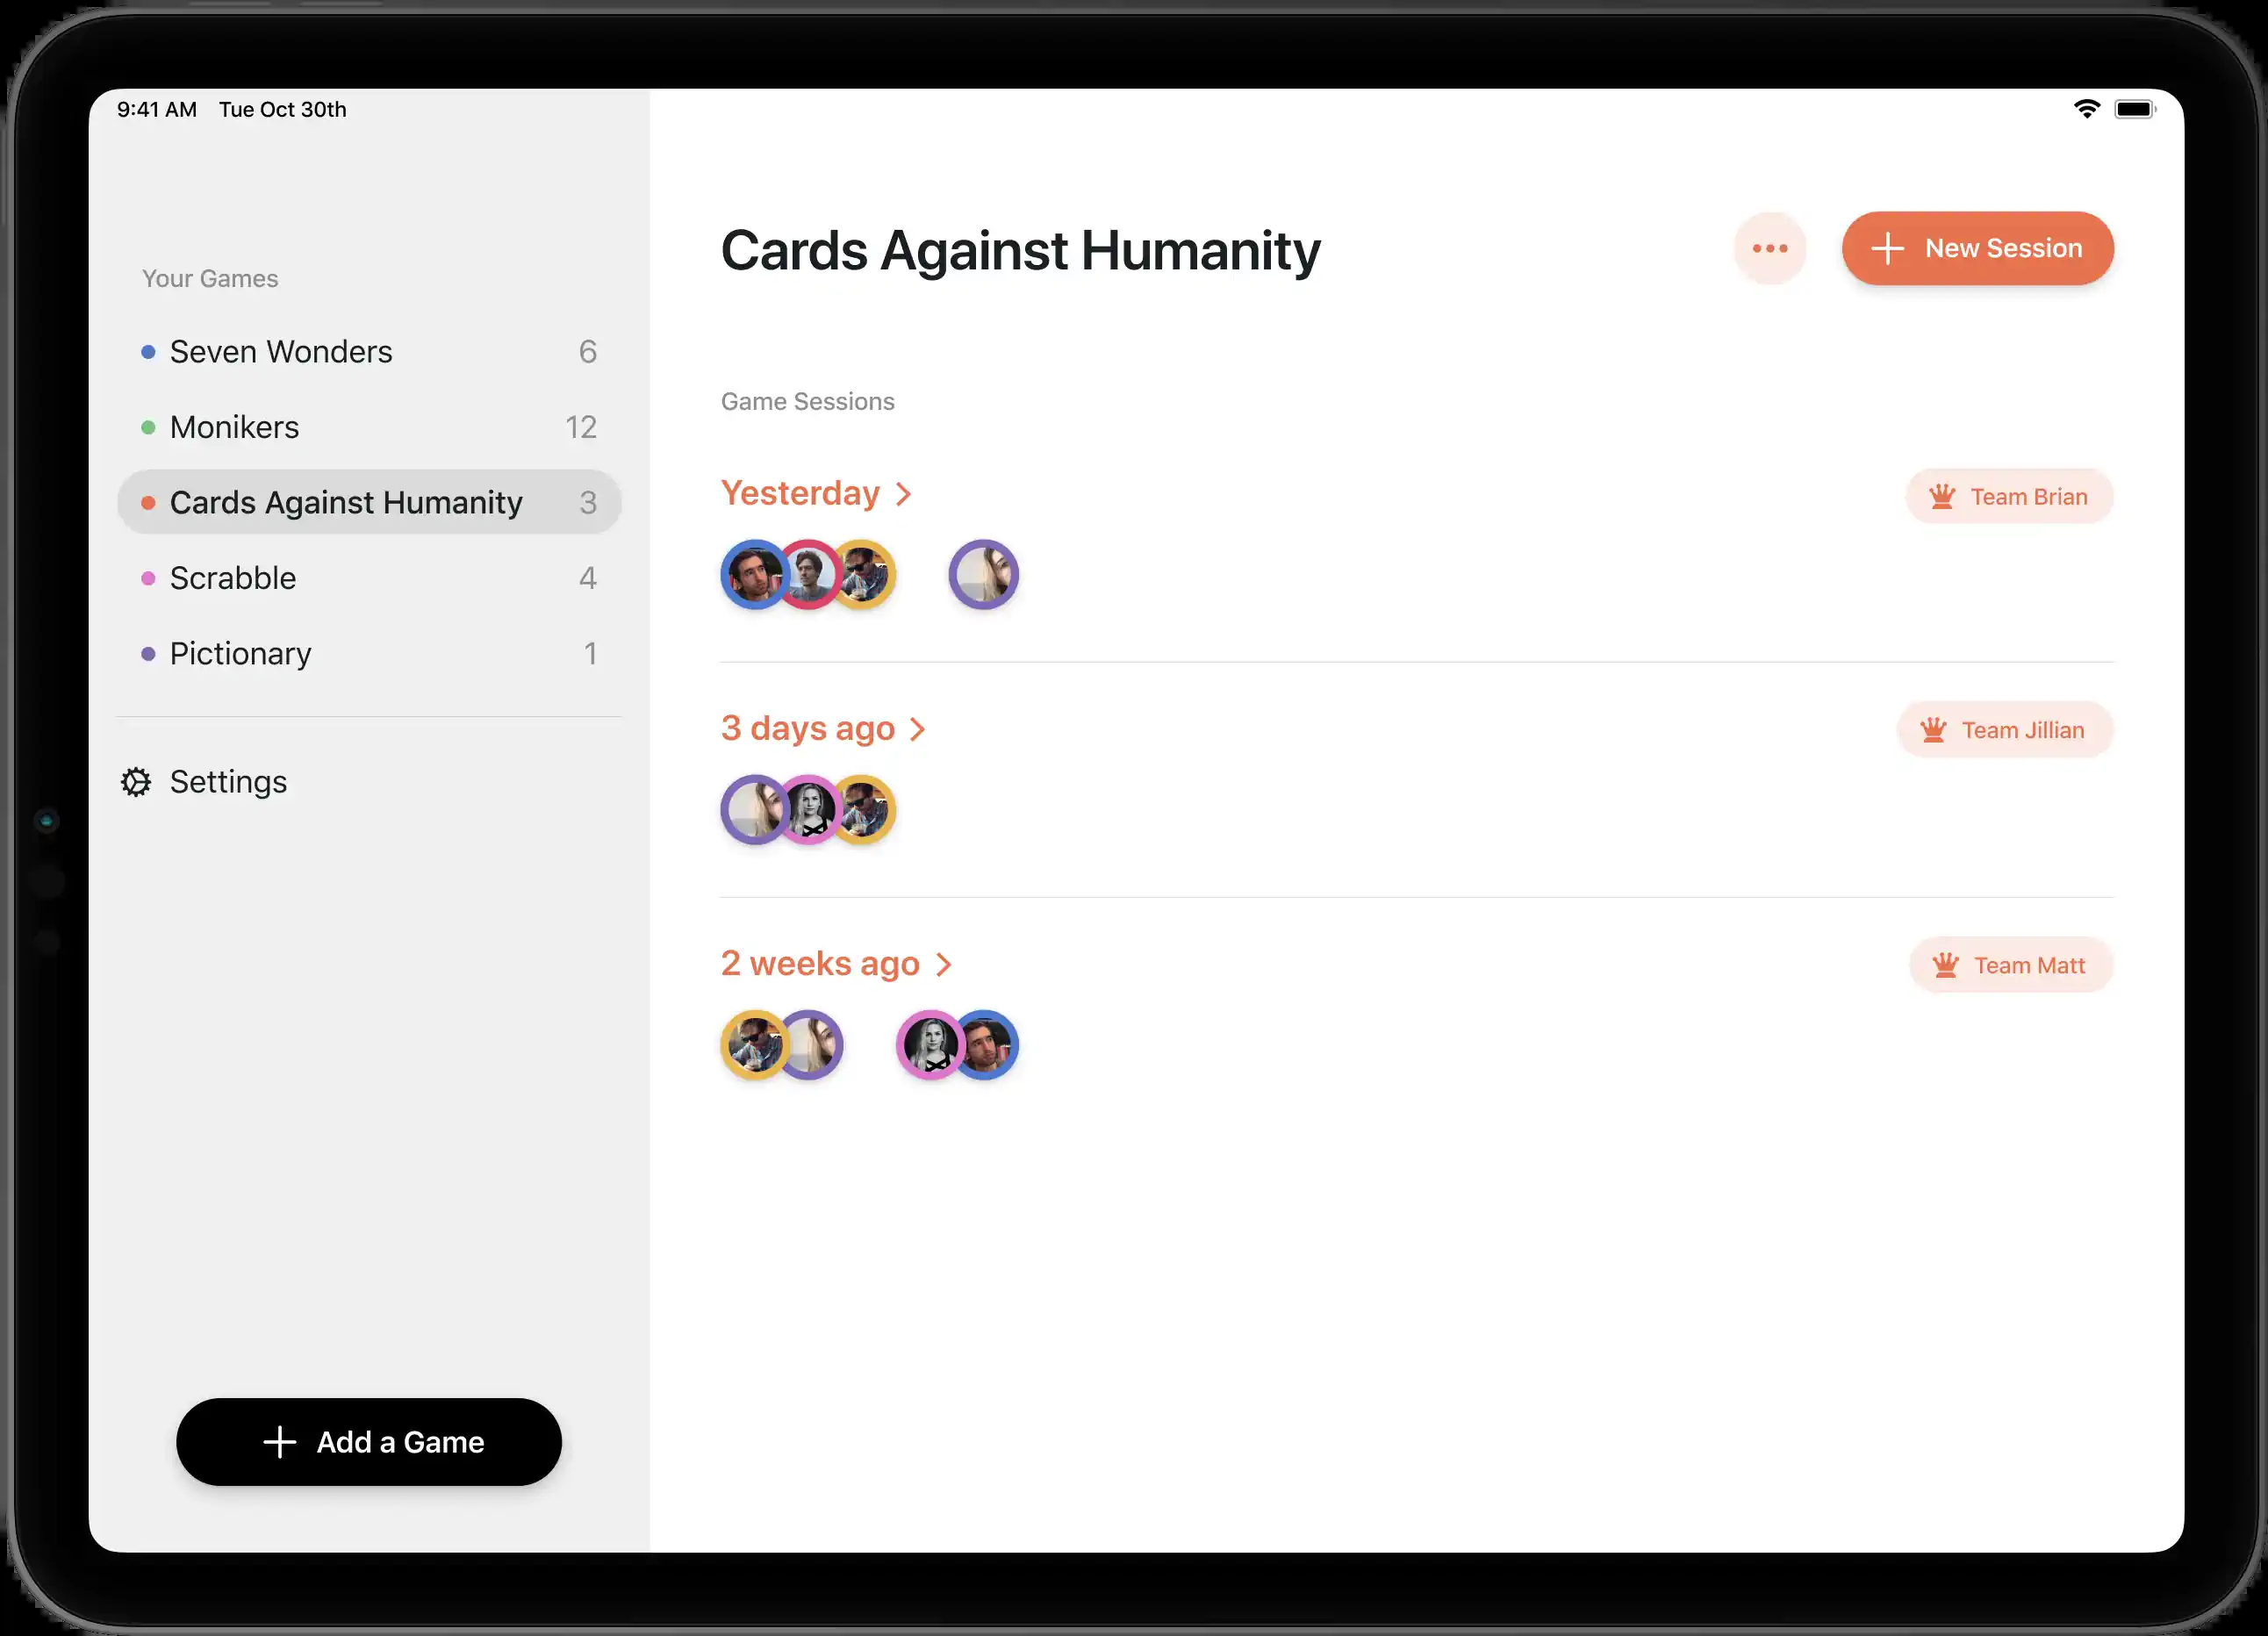 9:41 AM Tue Oct 30th
Your Games
Seven Wonders 6
Monikers 12
Cards Against Humanity 3
Scrabble 4
Pictionary 1
Settings
Add a Game
Cards Against Humanity
New Session
Game Sessions
Yesterday
Team Brian
3 days ago
Team Jillian
2 weeks ago
Team Matt